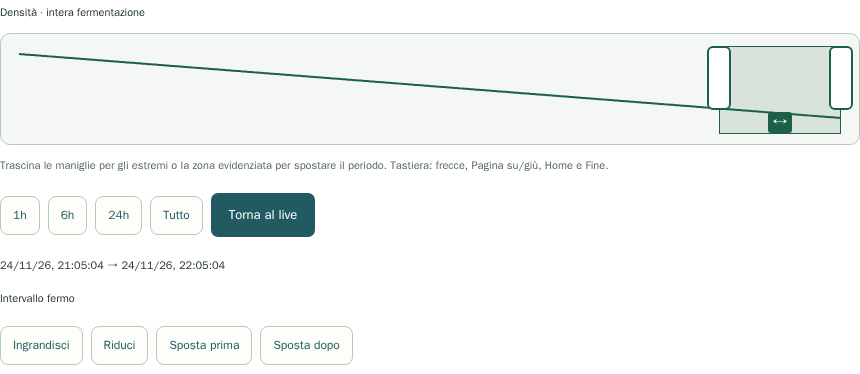 Densità · intera fermentazione
↔
Trascina le maniglie per gli estremi o la zona evidenziata per spostare il periodo. Tastiera: frecce, Pagina su/giù, Home e Fine.
1h 6h 24h Tutto Torna al live
24/11/26, 21:05:04 → 24/11/26, 22:05:04
Intervallo fermo
Ingrandisci Riduci Sposta prima Sposta dopo